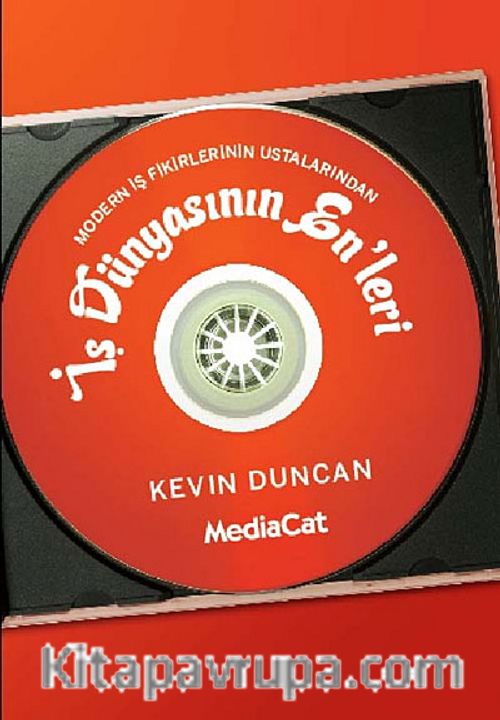 MODERN İŞ FİKİRLERİNİN USTALARINDAN
İş Dünyasının En'leri
KEVIN DUNCAN
MediaCat
Kitapavrupa.com